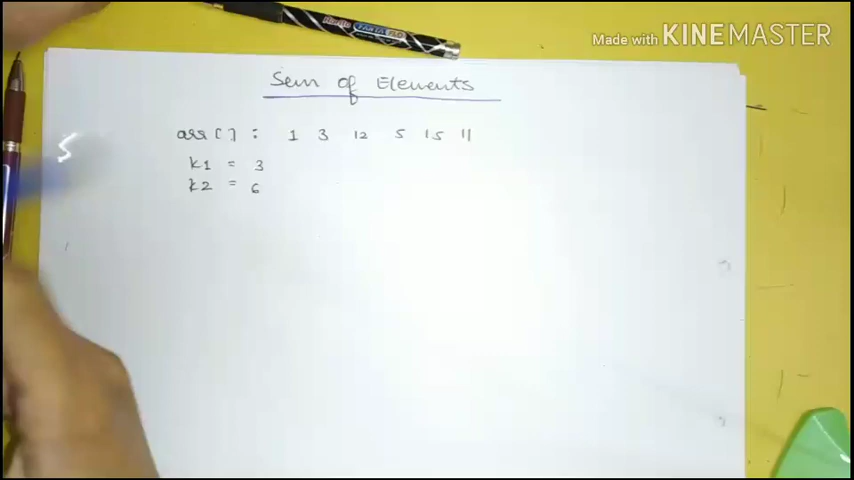 Made with KINEMASTER
Sum of Elements
arr[] : 1 3 12 5 15 11
k1 = 3
k2 = 6